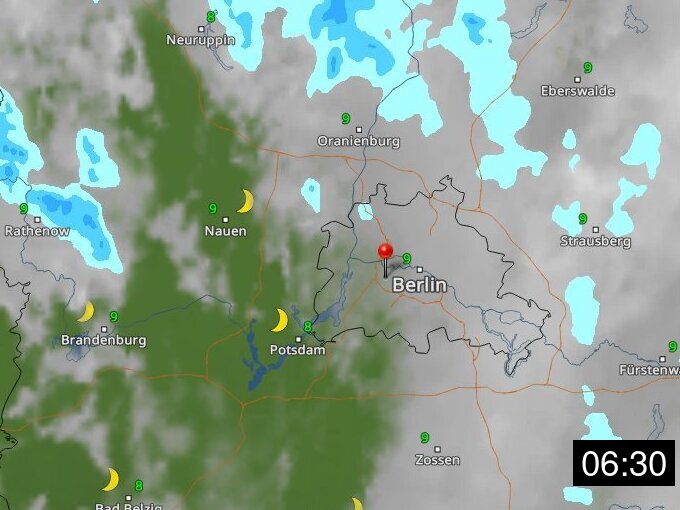 8
Neuruppin
9
Eberswalde
9
Oranienburg
9
Rathenow
9
Nauen
9
Strausberg
9
Berlin
9
Brandenburg
8
Potsdam
9
Fürstenwa
9
Zossen
06:30
8
Bad Belzig